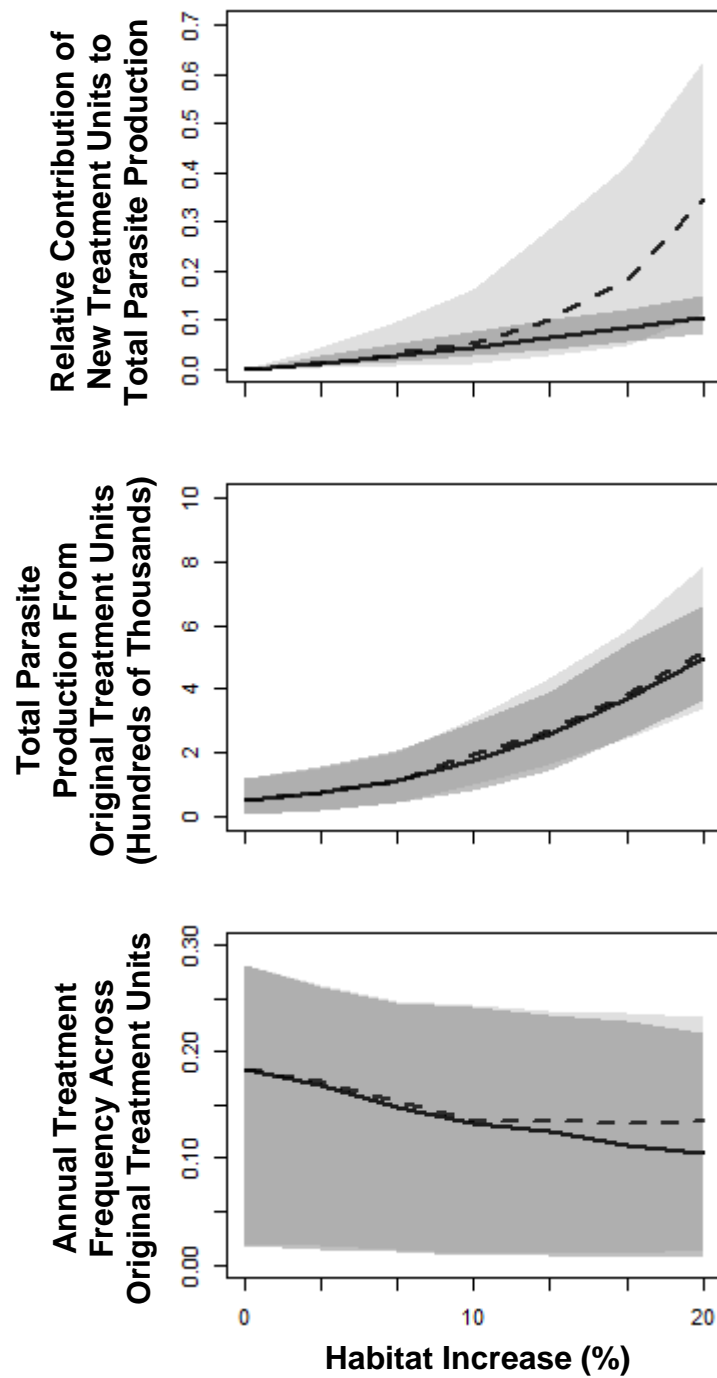 Relative Contribution of
New Treatment Units to
Total Parasite Production
0.7
0.6
0.5
0.4
0.3
0.2
0.1
0.0
Total Parasite
Production From
Original Treatment Units
(Hundreds of Thousands)
10
8
6
4
2
0
Annual Treatment
Frequency Across
Original Treatment Units
0.30
0.20
0.10
0.00
0 10 20
Habitat Increase (%)